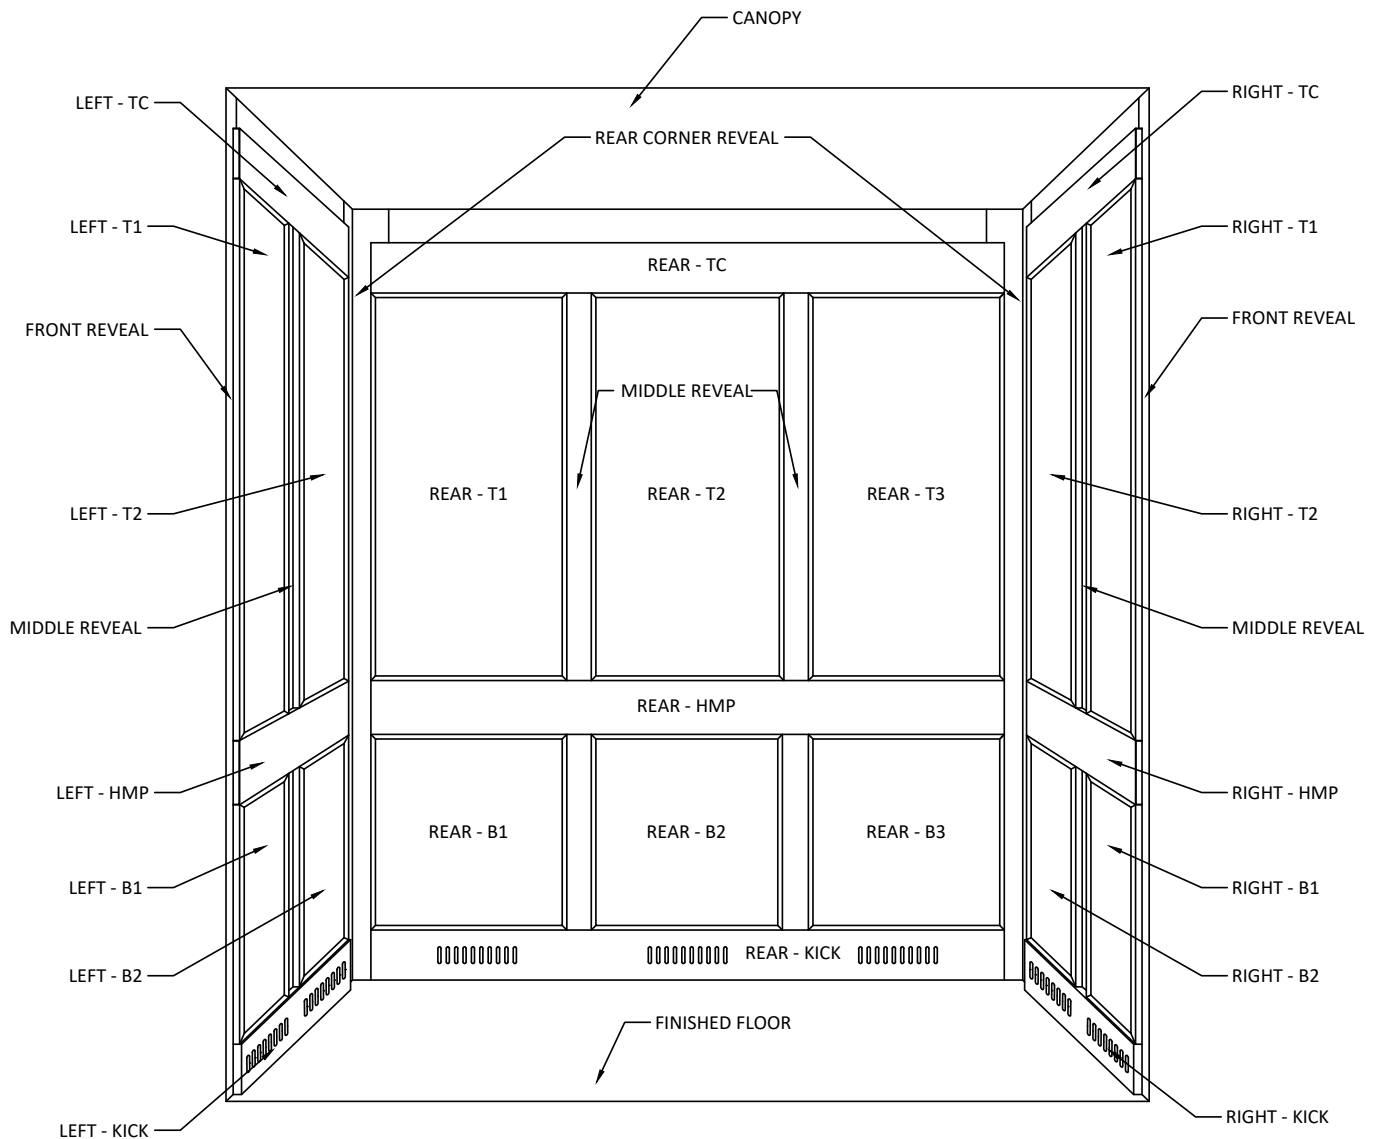 CANOPY
LEFT - TC
RIGHT - TC
REAR CORNER REVEAL
LEFT - T1
RIGHT - T1
REAR - TC
FRONT REVEAL
FRONT REVEAL
MIDDLE REVEAL
REAR - T1
REAR - T2
REAR - T3
LEFT - T2
RIGHT - T2
MIDDLE REVEAL
MIDDLE REVEAL
REAR - HMP
LEFT - HMP
RIGHT - HMP
REAR - B1
REAR - B2
REAR - B3
LEFT - B1
RIGHT - B1
REAR - KICK
LEFT - B2
RIGHT - B2
FINISHED FLOOR
LEFT - KICK
RIGHT - KICK